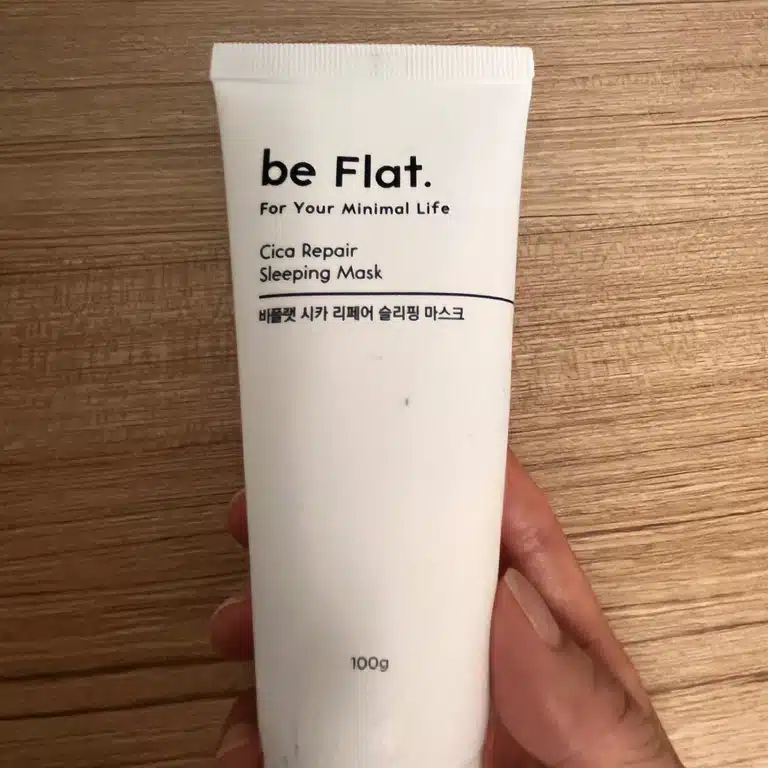 be Flat.
For Your Minimal Life
Cica Repair
Sleeping Mask
비플랫 시카 리페어 슬리핑 마스크
100g